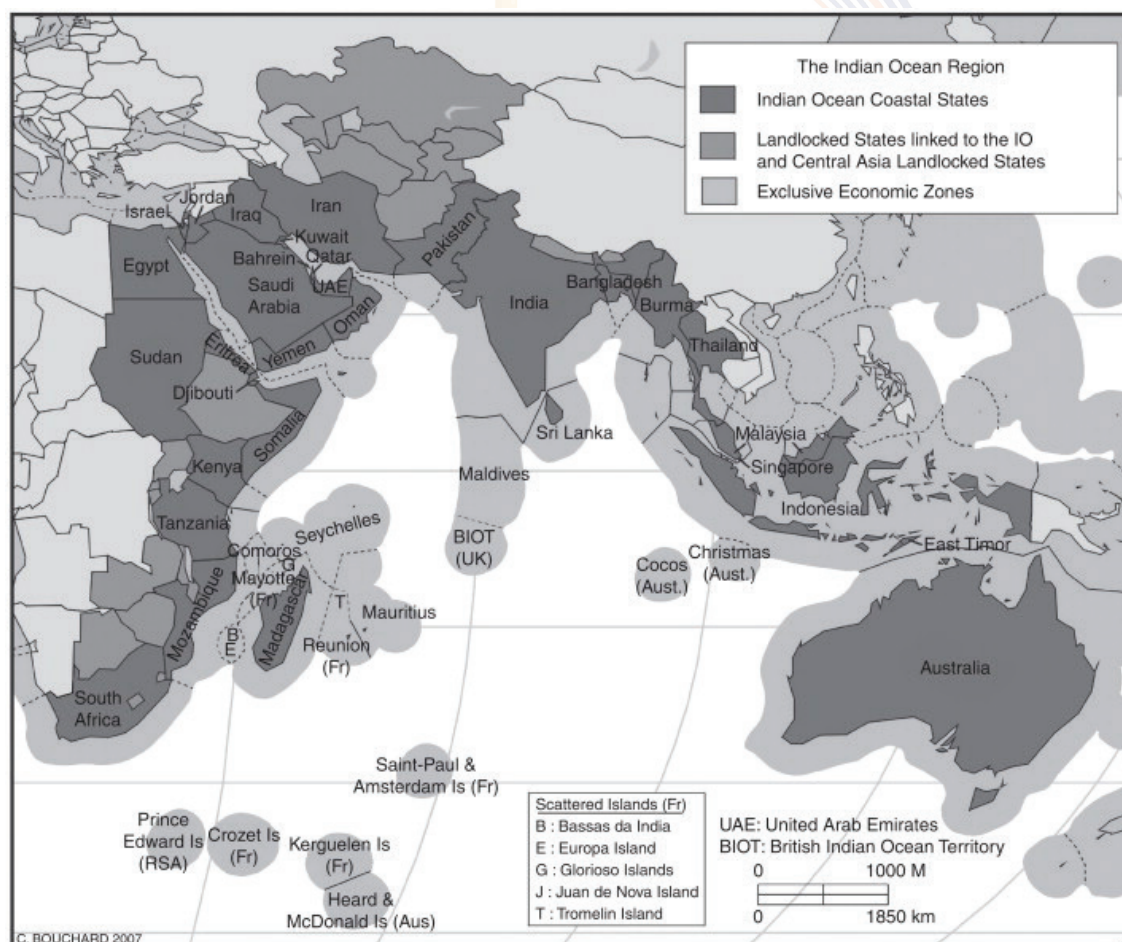 The Indian Ocean Region
Indian Ocean Coastal States
Landlocked States linked to the IO
and Central Asia Landlocked States
Exclusive Economic Zones
Jordan
Israel
Iraq
Iran
Kuwait
Bahrain
Qatar
Pakistan
Egypt
Saudi
Arabia
UAE
Oman
Bangladesh
India
Burma
Sudan
Eritrea
Yemen
Thailand
Djibouti
Somalia
Sri Lanka
Malaysia
Kenya
Maldives
Singapore
Indonesia
Tanzania
Seychelles
BIOT
(UK)
Comoros
G
Mayotte
(Fr)
Cocos
(Aust.)
Christmas
(Aust.)
East Timor
Mozambique
Madagascar
T
Mauritius
B
E
Reunion
(Fr)
Australia
South
Africa
Saint-Paul &
Amsterdam Is (Fr)
Prince
Edward Is
(RSA)
Crozet Is
(Fr)
Kerguelen Is
(Fr)
Heard &
McDonald Is (Aus)
Scattered Islands (Fr)
B : Bassas da India
E : Europa Island
G : Glorioso Islands
J : Juan de Nova Island
T : Tromelin Island
UAE: United Arab Emirates
BIOT: British Indian Ocean Territory
0 1000 M
0 1850 km
C. BOUCHARD 2007